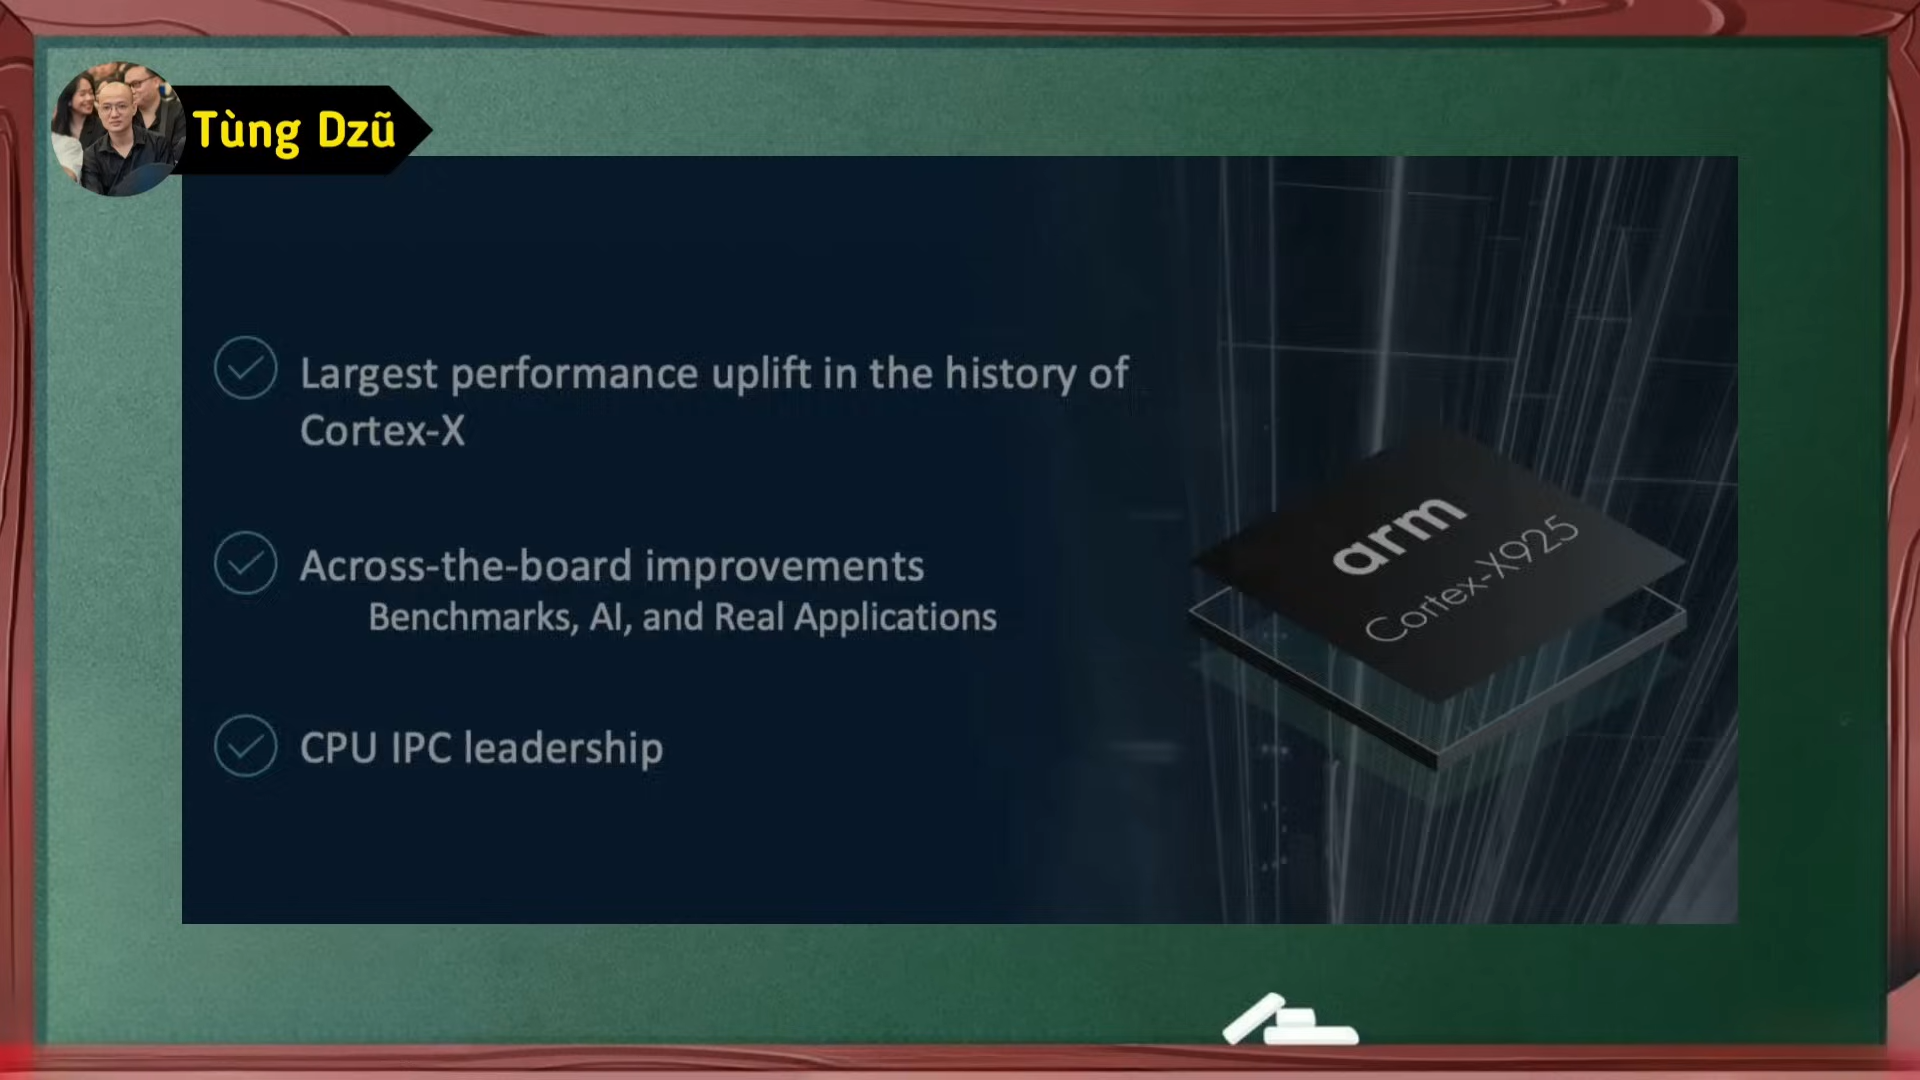 Tùng Dzũ
Largest performance uplift in the history of
Cortex-X
Across-the-board improvements
Benchmarks, AI, and Real Applications
CPU IPC leadership
arm
Cortex-X925